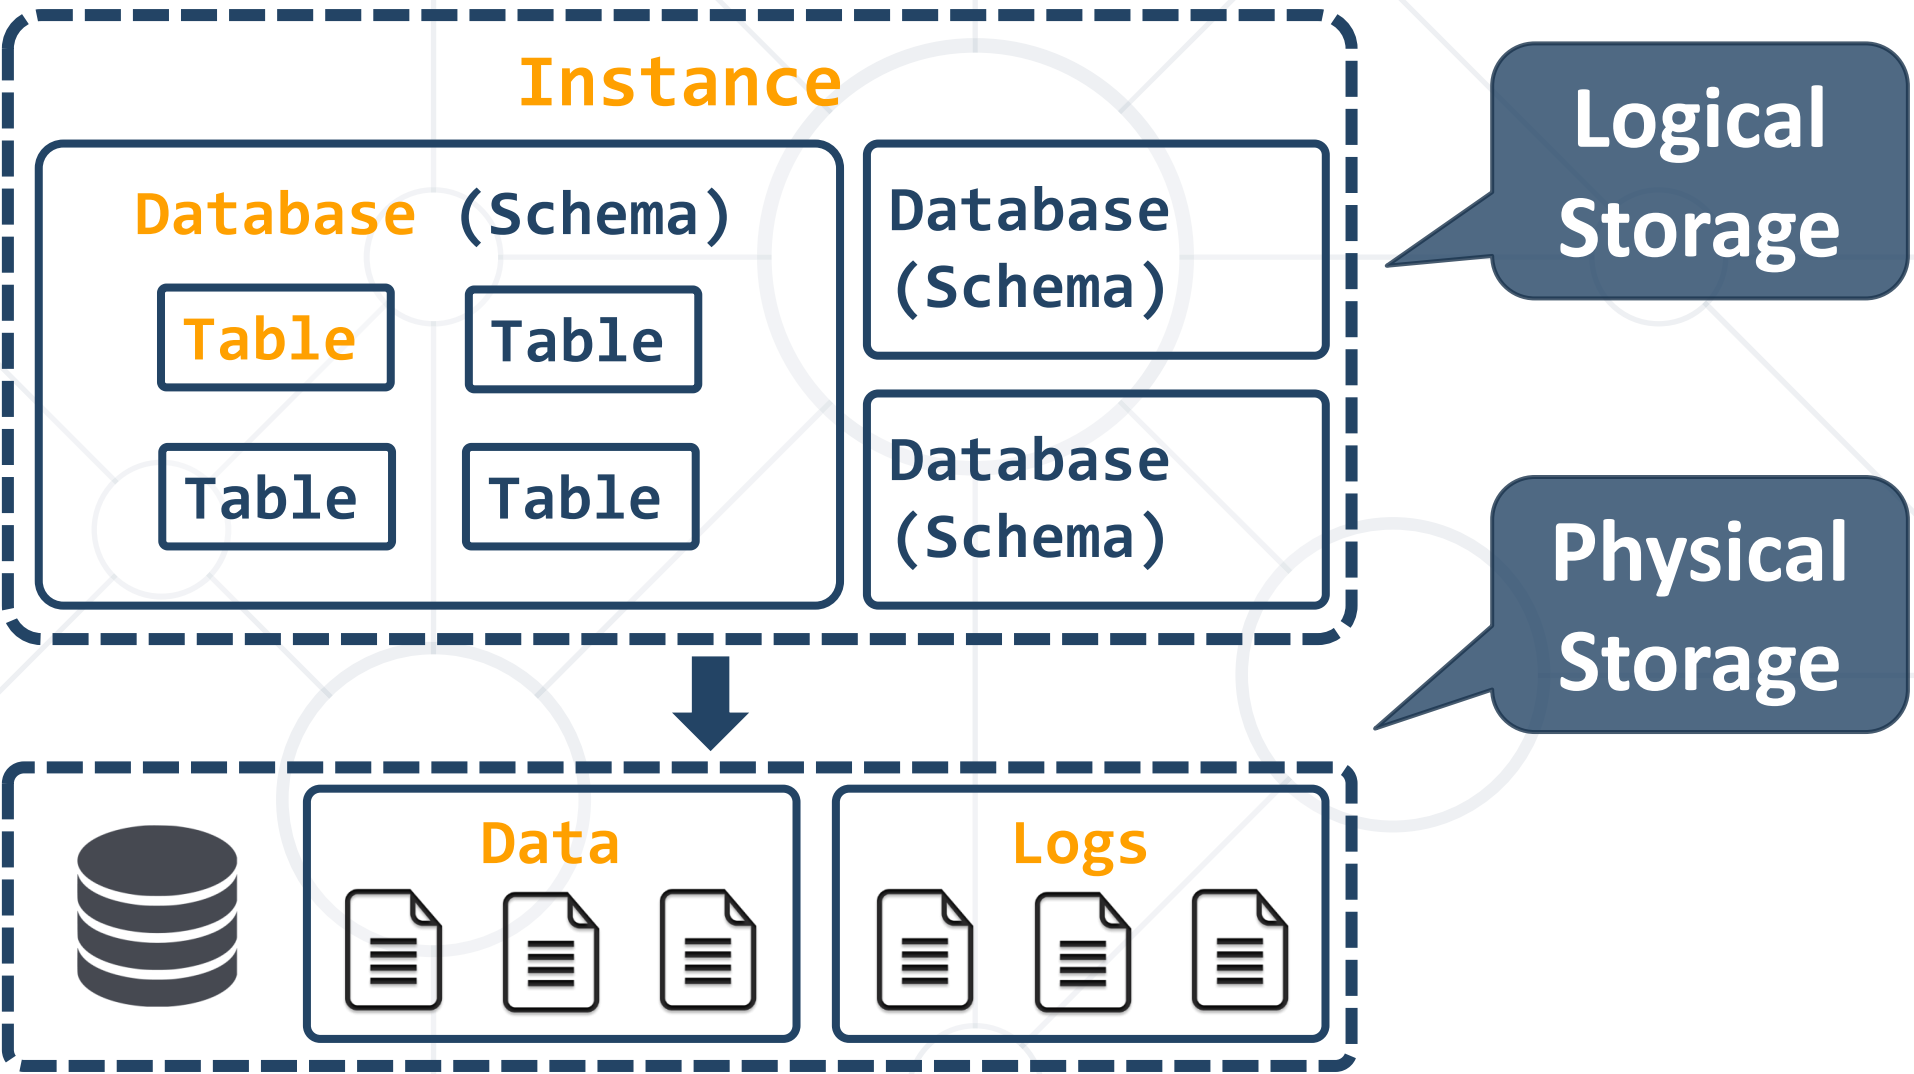 Instance
Database (Schema)
Table
Table
Table
Table
Database
(Schema)
Database
(Schema)
Logical
Storage
Physical
Storage
Data
Logs